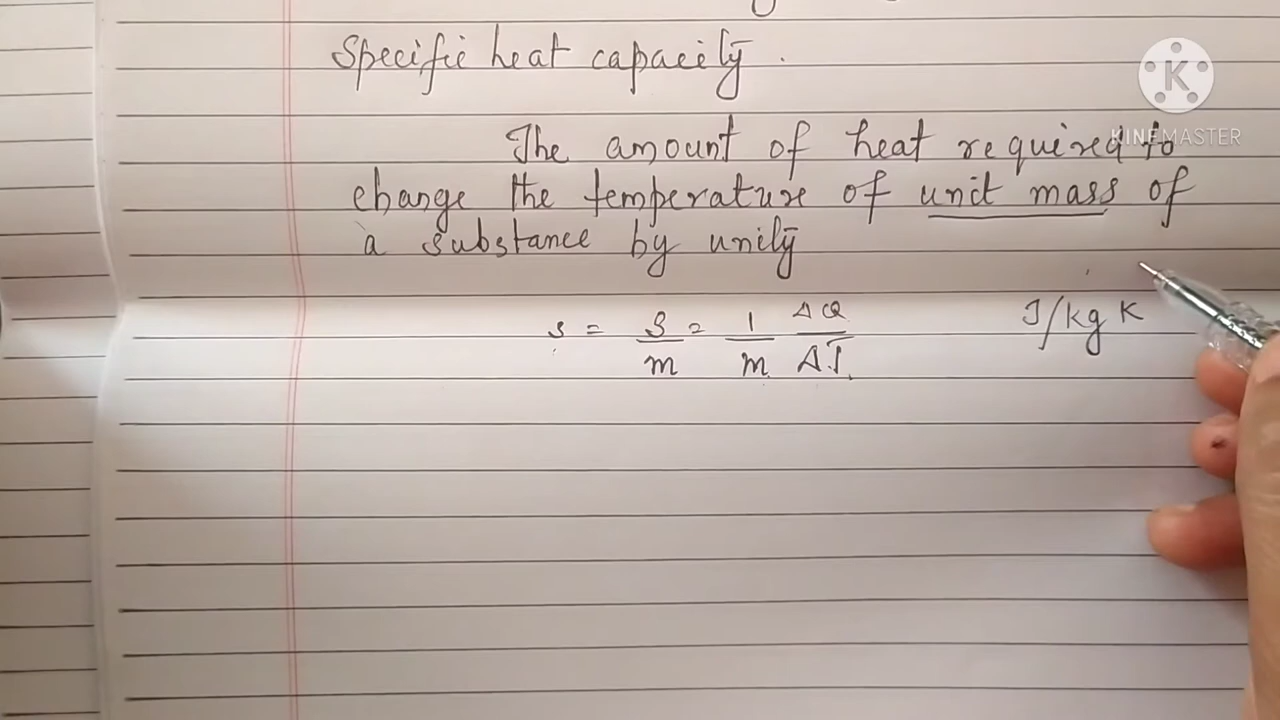 Specific heat capacity.
The amount of heat required to
change the temperature of unit mass of
a substance by unity
s = S/m = 1/m ΔQ/ΔT. J/kg K
K
KINEMASTER